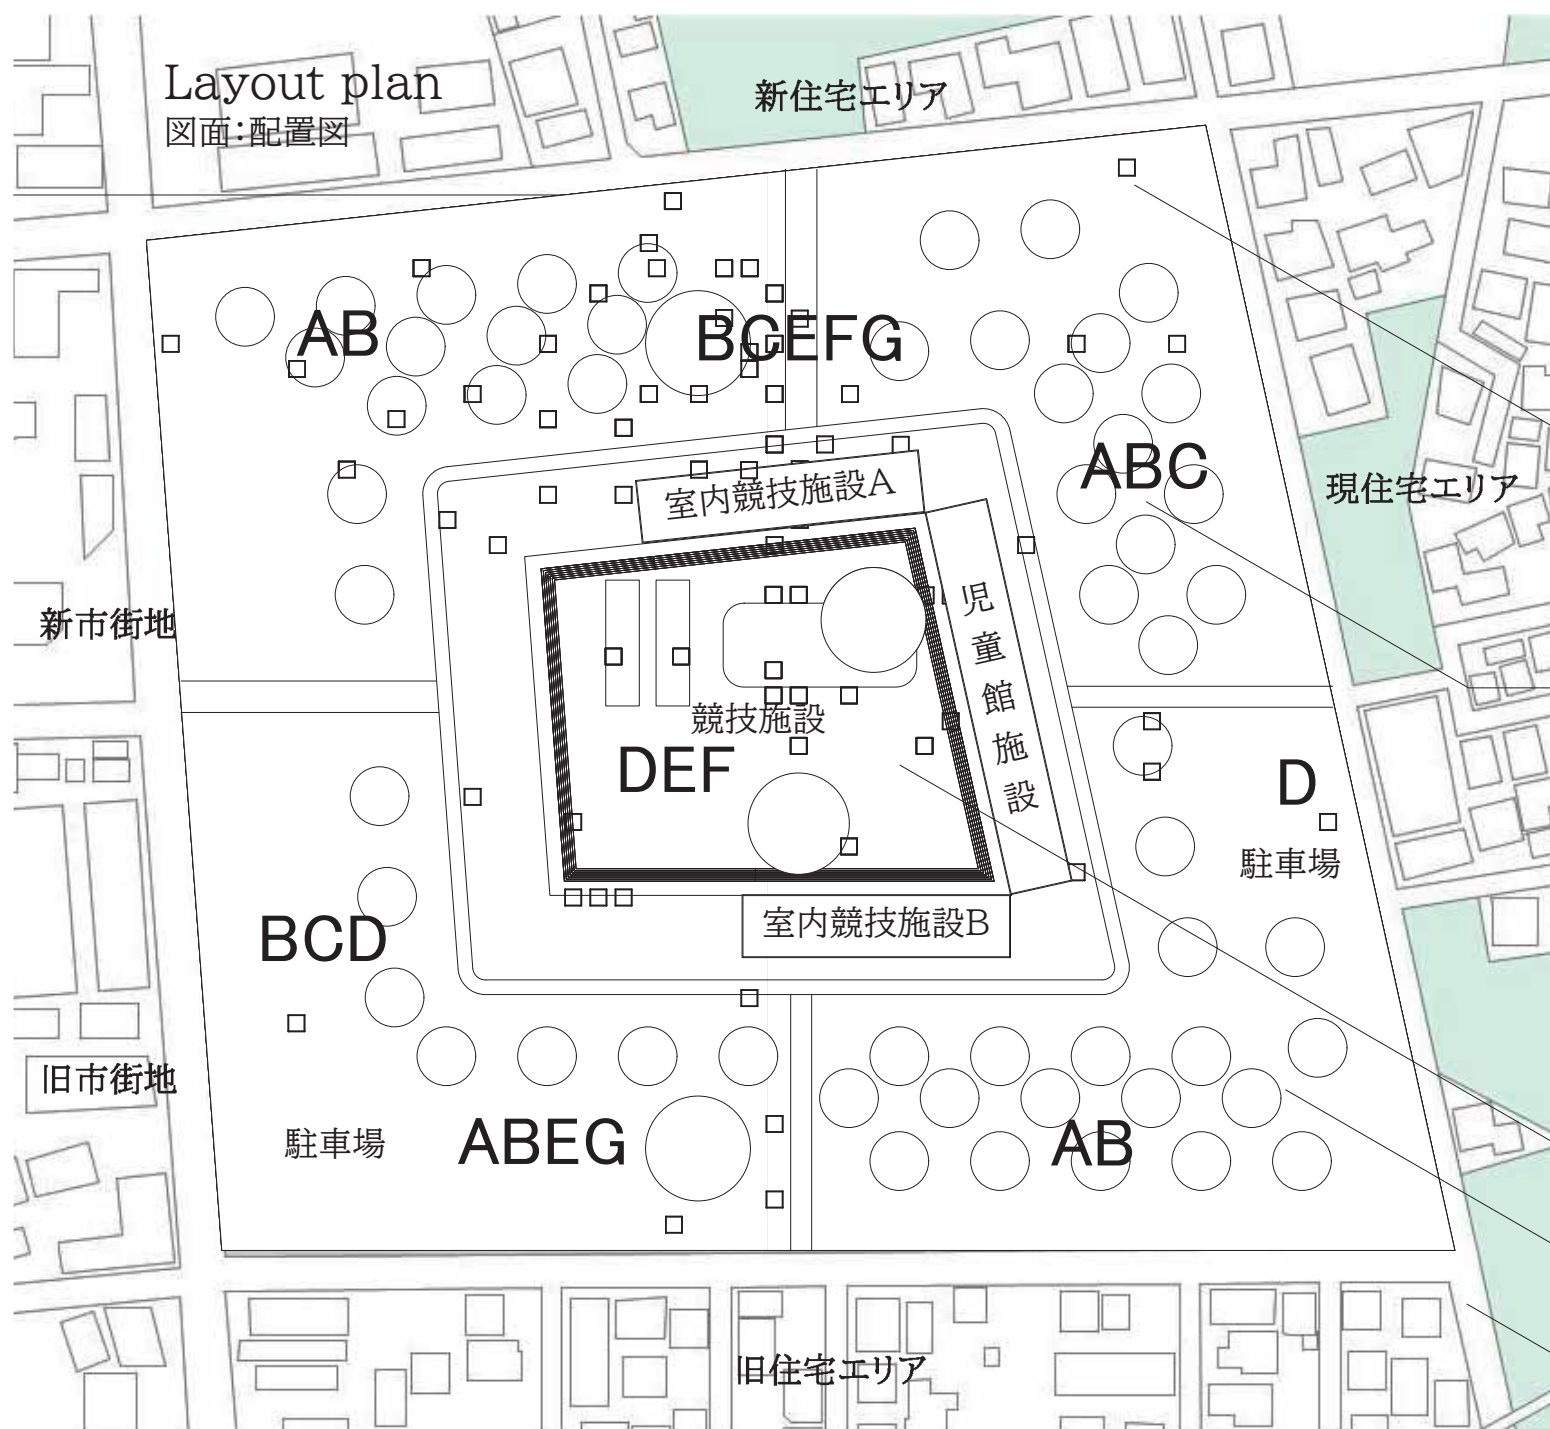 Layout plan
図面:配置図
新住宅エリア
AB
BCEFG
ABC
現住宅エリア
室内競技施設A
児童館施設
新市街地
競技施設
DEF
D
駐車場
BCD
室内競技施設B
旧市街地
駐車場
ABEG
AB
旧住宅エリア